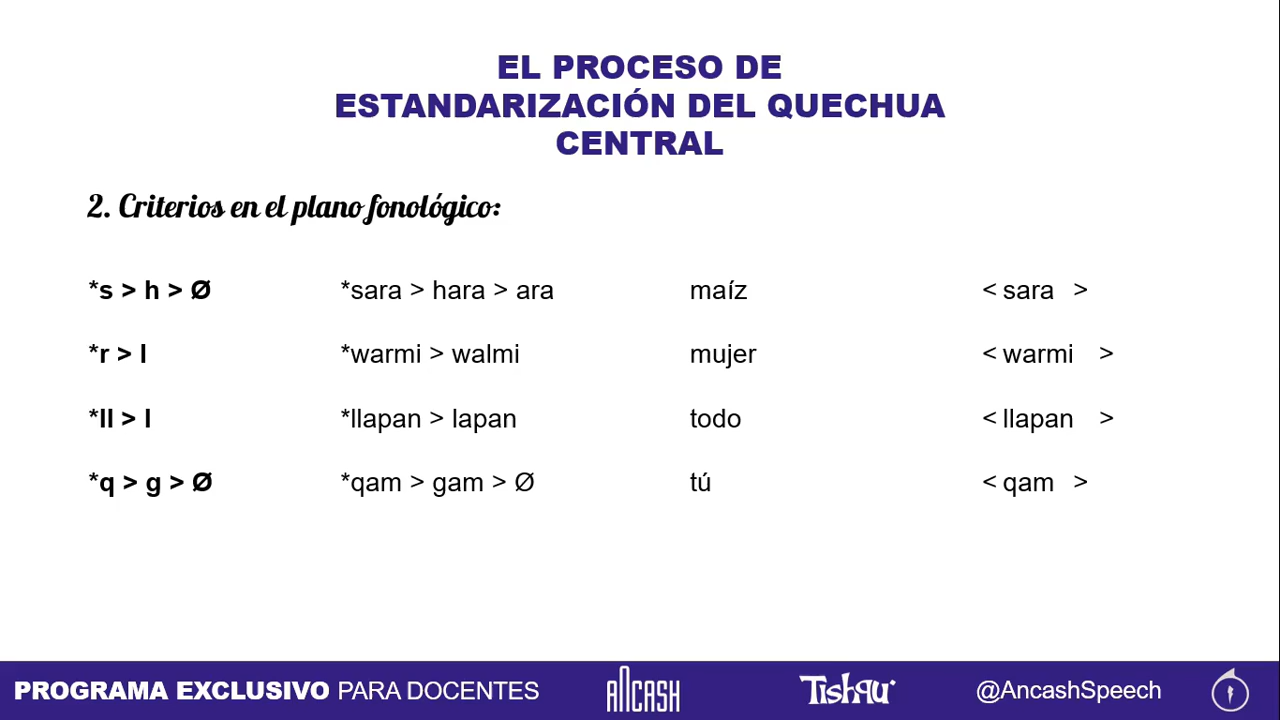 EL PROCESO DE
ESTANDARIZACIÓN DEL QUECHUA
CENTRAL
2. Criterios en el plano fonológico:
*s > h > Ø *sara > hara > ara maíz < sara >
*r > l *warmi > walmi mujer < warmi >
*ll > l *llapan > lapan todo < llapan >
*q > g > Ø *qam > gam > Ø tú < qam >
PROGRAMA EXCLUSIVO PARA DOCENTES ANCASH Tishqu @AncashSpeech